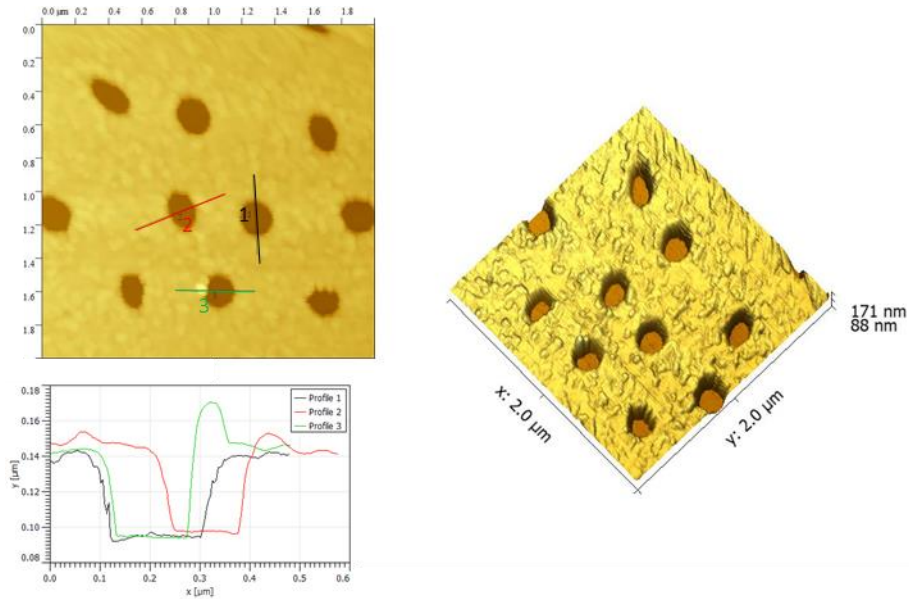 0.0 μm 0.2 0.4 0.6 0.8 1.0 1.2 1.4 1.6 1.8
0.0
0.2
0.4
0.6
0.8
1.0
1.2
1.4
1.6
1.8
1
2
3
171 nm
88 nm
x: 2.0 μm
y: 2.0 μm
0.18
0.16
0.14
0.12
0.10
0.08
y [μm]
Profile 1
Profile 2
Profile 3
0.0 0.1 0.2 0.3 0.4 0.5 0.6
x [μm]